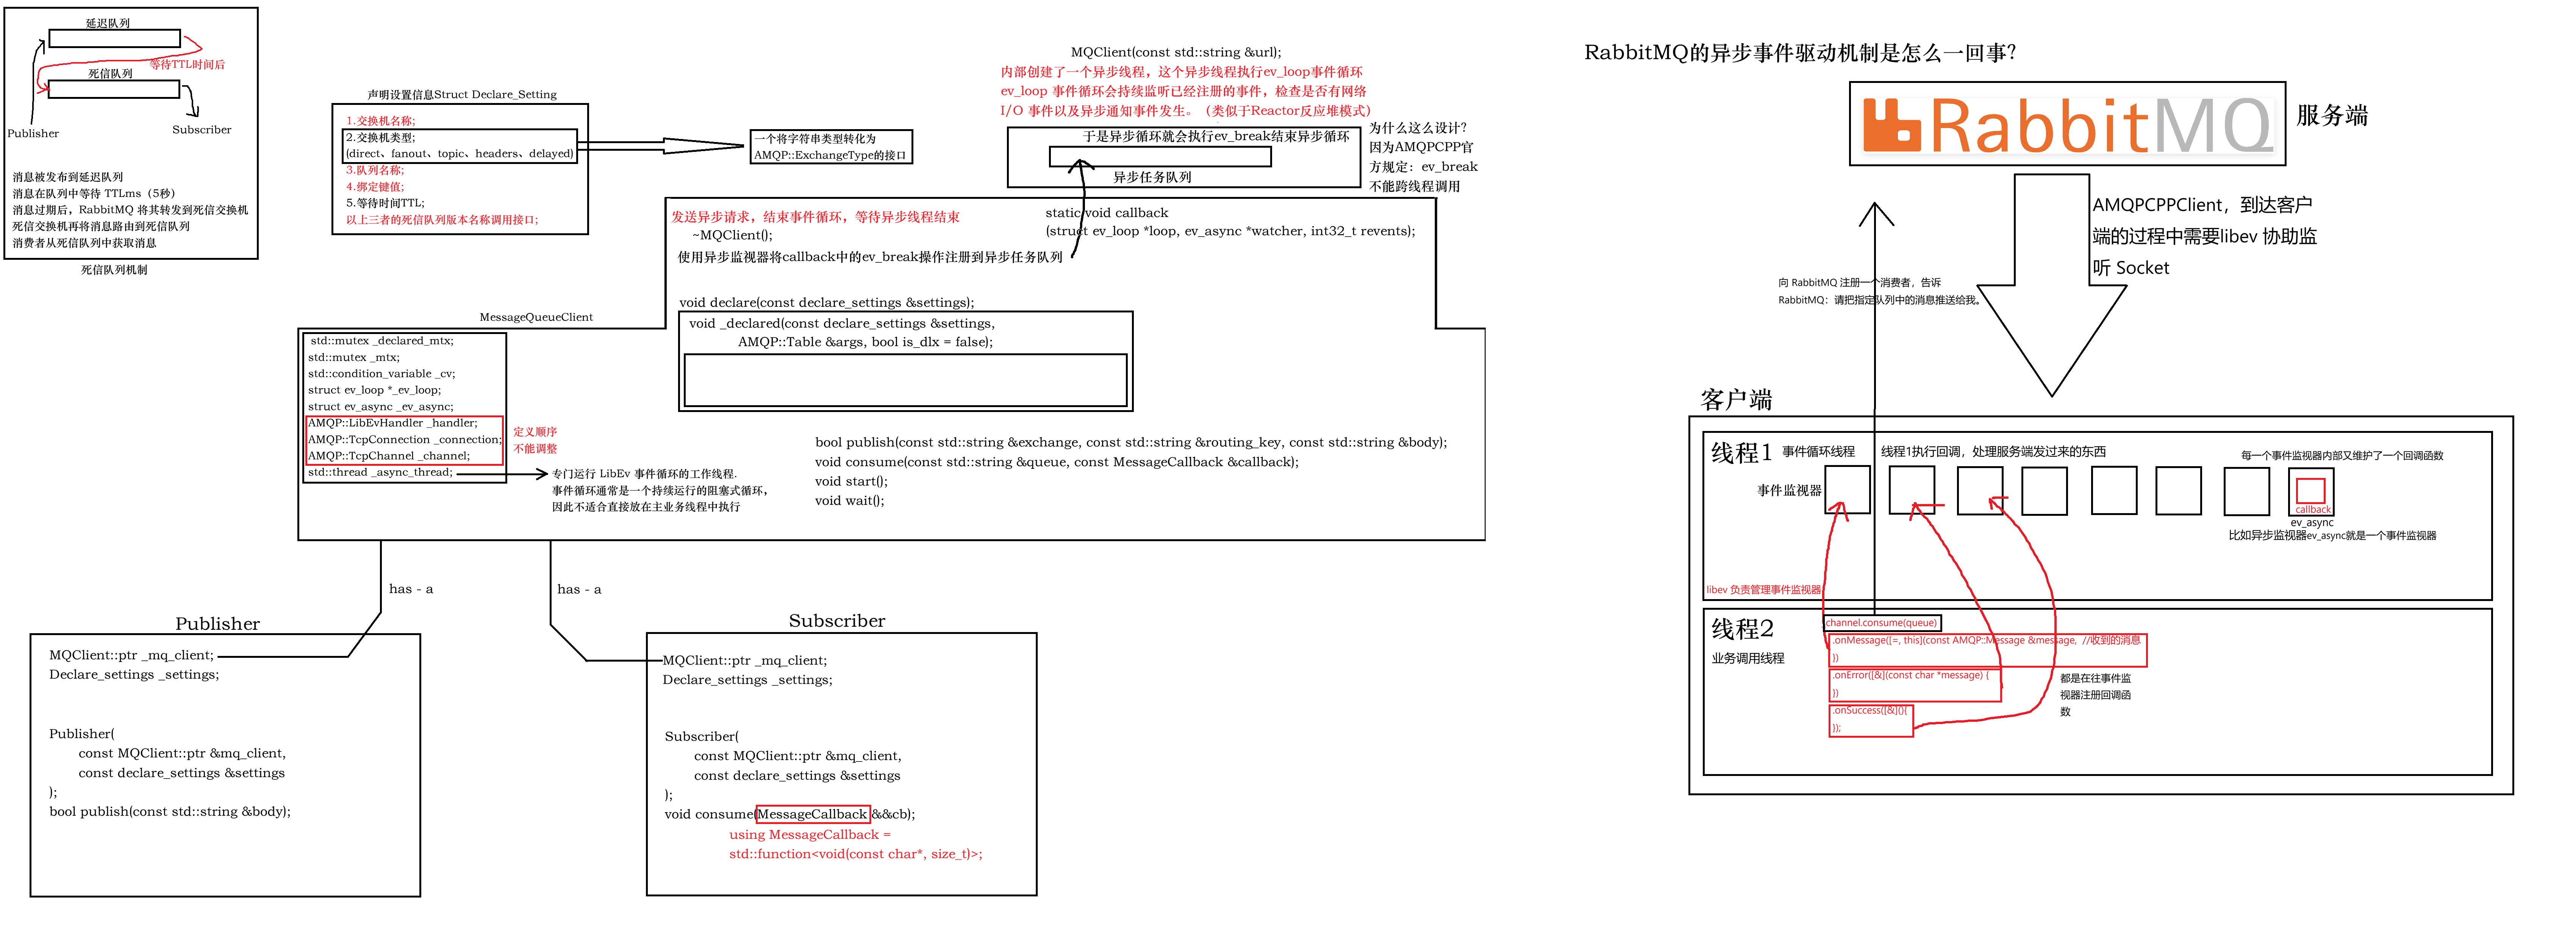 延迟队列
等待TTL时间后
死信队列
Publisher
Subscriber
消息被发布到延迟队列
消息在队列中等待 TTLms（5秒）
消息过期后，RabbitMQ 将其转发到死信交换机
死信交换机再将消息路由到死信队列
消费者从死信队列中获取消息
死信队列机制
声明设置信息Struct Declare_Setting
1.交换机名称;
2.交换机类型;
(direct、fanout、topic、headers、delayed)
3.队列名称;
4.绑定键值;
5.等待时间TTL;
以上三者的死信队列版本名称调用接口;
一个将字符串类型转化为
AMQP::ExchangeType的接口
MQClient(const std::string &url);
内部创建了一个异步线程，这个异步线程执行ev_loop事件循环
ev_loop 事件循环会持续监听已经注册的事件，检查是否有网络
I/O 事件以及异步通知事件发生。（类似于Reactor反应堆模式）
于是异步循环就会执行ev_break结束异步循环
异步任务队列
为什么这么设计？
因为AMQPCPP官
方规定：ev_break
不能跨线程调用
发送异步请求，结束事件循环，等待异步线程结束
~MQClient();
使用异步监视器将callback中的ev_break操作注册到异步任务队列
static void callback
(struct ev_loop *loop, ev_async *watcher, int32_t revents);
void declare(const declare_settings &settings);
void _declared(const declare_settings &settings,
AMQP::Table &args, bool is_dlx = false);
MessageQueueClient
std::mutex _declared_mtx;
std::mutex _mtx;
std::condition_variable _cv;
struct ev_loop *_ev_loop;
struct ev_async _ev_async;
AMQP::LibEvHandler _handler;
AMQP::TcpConnection _connection;
AMQP::TcpChannel _channel;
std::thread _async_thread;
定义顺序
不能调整
专门运行 LibEv 事件循环的工作线程.
事件循环通常是一个持续运行的阻塞式循环，
因此不适合直接放在主业务线程中执行
bool publish(const std::string &exchange, const std::string &routing_key, const std::string &body);
void consume(const std::string &queue, const MessageCallback &callback);
void start();
void wait();
has - a
has - a
Publisher
MQClient::ptr _mq_client;
Declare_settings _settings;
Publisher(
const MQClient::ptr &mq_client,
const declare_settings &settings
);
bool publish(const std::string &body);
Subscriber
MQClient::ptr _mq_client;
Declare_settings _settings;
Subscriber(
const MQClient::ptr &mq_client,
const declare_settings &settings
);
void consume(MessageCallback &&cb);
using MessageCallback =
std::function<void(const char*, size_t)>;
RabbitMQ的异步事件驱动机制是怎么一回事？
RabbitMQ
服务端
AMQPCPPClient，到达客户
端的过程中需要libev 协助监
听 Socket
向 RabbitMQ 注册一个消费者，告诉
RabbitMQ：请把指定队列中的消息推送给我。
客户端
线程1 事件循环线程
线程1执行回调，处理服务端发过来的东西
每一个事件监视器内部又维护了一个回调函数
事件监视器
callback
ev_async
比如异步监视器ev_async就是一个事件监视器
libev 负责管理事件监视器
线程2
业务调用线程
channel.consume(queue)
.onMessage([=, this](const AMQP::Message &message, //收到的消息
})
.onError([&](const char *message) {
})
.onSuccess([&](){
});
都是在往事件监
视器注册回调函
数